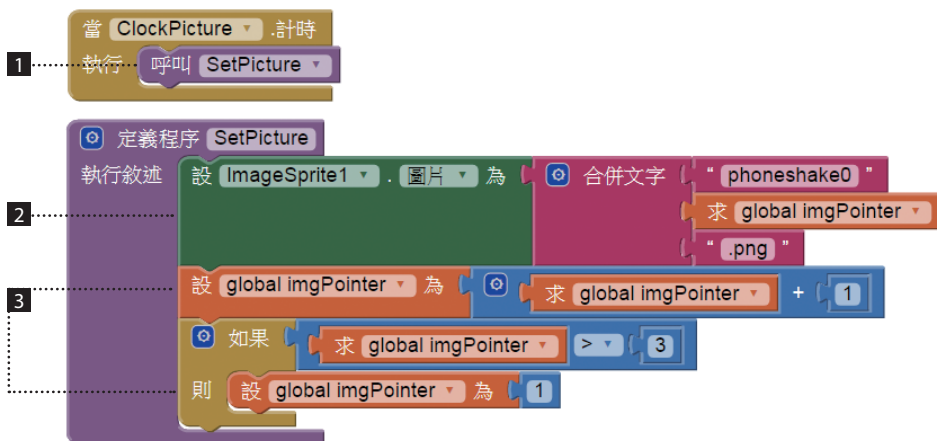 當 ClockPicture .計時
1 執行 呼叫 SetPicture
定義程序 SetPicture
執行敘述 設 ImageSprite1 . 圖片 為 合併文字 " phoneshake0 "
2 求 global imgPointer
" .png "
3 設 global imgPointer 為 求 global imgPointer + 1
如果 求 global imgPointer > 3
則 設 global imgPointer 為 1